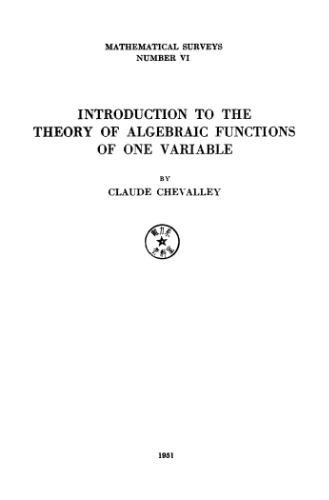 MATHEMATICAL SURVEYS
NUMBER VI
INTRODUCTION TO THE
THEORY OF ALGEBRAIC FUNCTIONS
OF ONE VARIABLE
BY
CLAUDE CHEVALLEY
1951